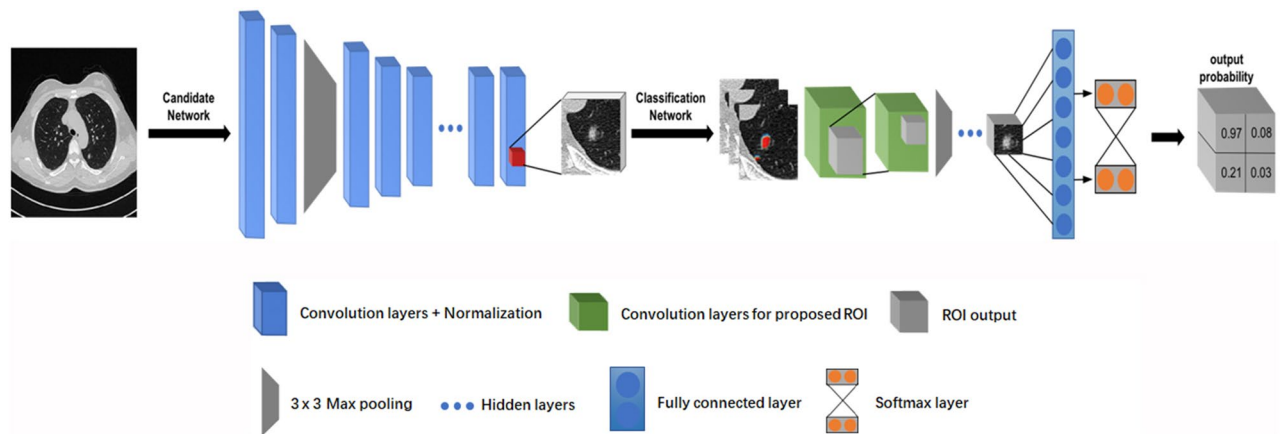 Candidate
Network
Classification
Network
output
probability
0.97 0.08
0.21 0.03
Convolution layers + Normalization
Convolution layers for proposed ROI
ROI output
3 x 3 Max pooling
Hidden layers
Fully connected layer
Softmax layer